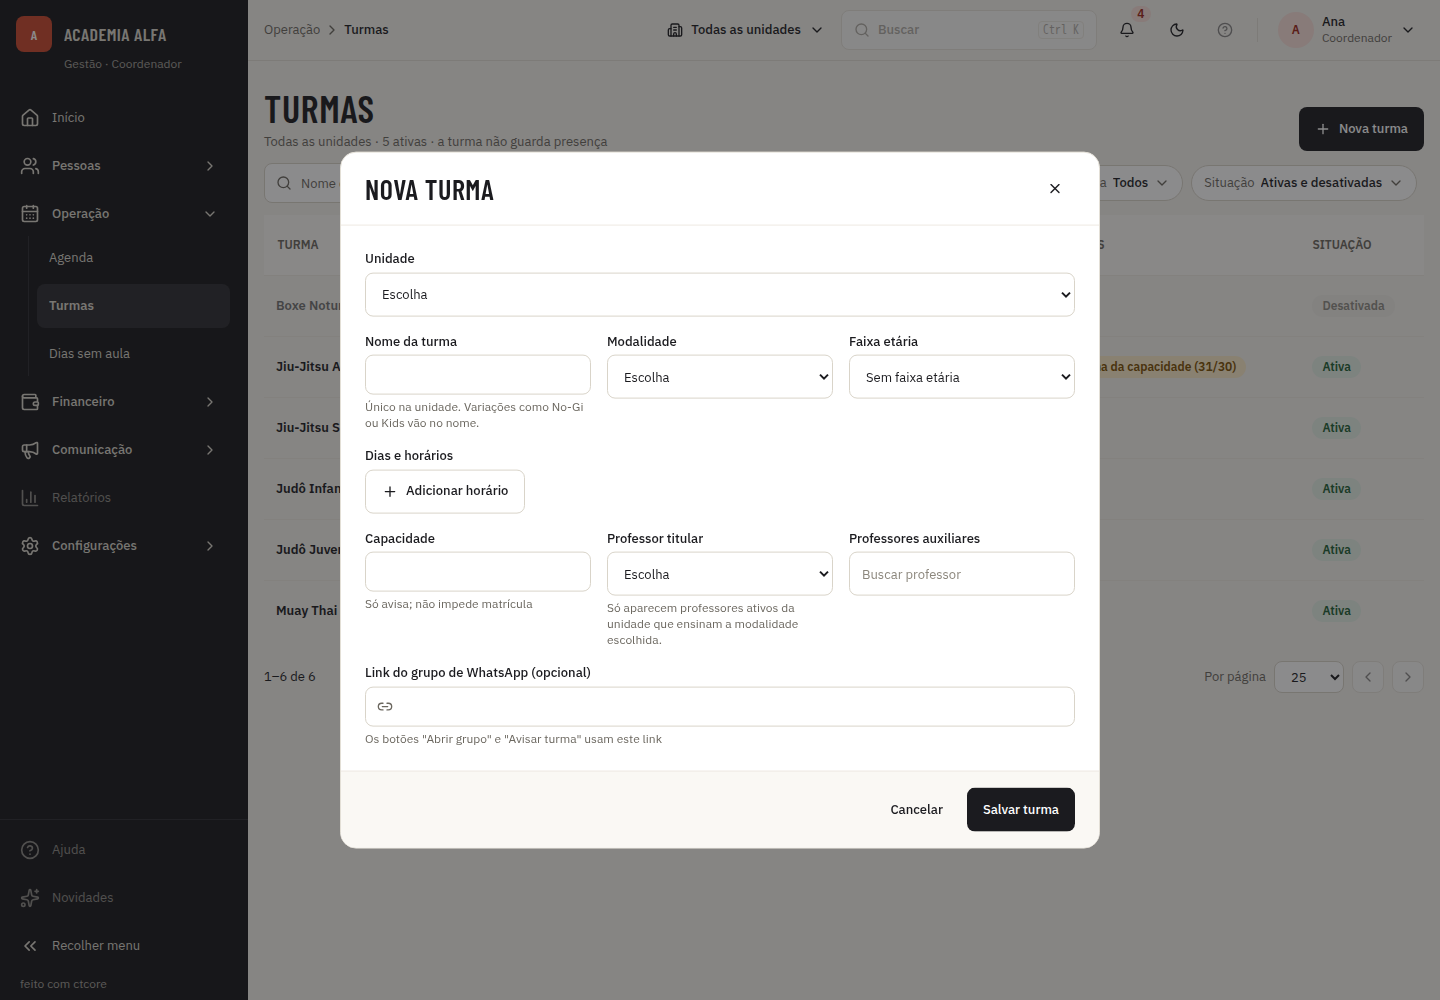 A
ACADEMIA ALFA
Gestão · Coordenador
Início
Pessoas
Operação
Agenda
Turmas
Dias sem aula
Financeiro
Comunicação
Relatórios
Configurações
Ajuda
Novidades
Recolher menu
feito com ctcore
Operação > Turmas
Todas as unidades
Buscar
Ctrl K
4
A
Ana
Coordenador
TURMAS
Todas as unidades · 5 ativas · a turma não guarda presença
Nova turma
Nome
Todos
Situação Ativas e desativadas
TURMA
SITUAÇÃO
Boxe
Desativada
Jiu-Jitsu
da capacidade (31/30)
Ativa
Jiu-Jitsu
Ativa
Judô
Ativa
Judô
Ativa
Muay Thai
Ativa
1–6 de 6
Por página
25
NOVA TURMA
Unidade
Escolha
Nome da turma
Modalidade
Faixa etária
Escolha
Sem faixa etária
Único na unidade. Variações como No-Gi
ou Kids vão no nome.
Dias e horários
Adicionar horário
Capacidade
Professor titular
Professores auxiliares
Escolha
Buscar professor
Só avisa; não impede matrícula
Só aparecem professores ativos da
unidade que ensinam a modalidade
escolhida.
Link do grupo de WhatsApp (opcional)
Os botões "Abrir grupo" e "Avisar turma" usam este link
Cancelar
Salvar turma